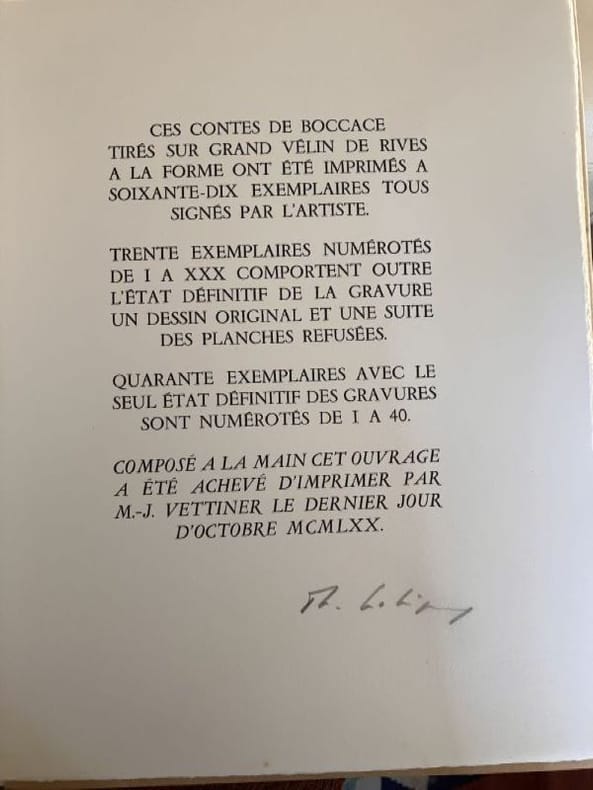 CES CONTES DE BOCCACE
TIRÉS SUR GRAND VÉLIN DE RIVES
A LA FORME ONT ÉTÉ IMPRIMÉS A
SOIXANTE-DIX EXEMPLAIRES TOUS
SIGNÉS PAR L'ARTISTE.
TRENTE EXEMPLAIRES NUMÉROTÉS
DE I A XXX COMPORTENT OUTRE
L'ÉTAT DÉFINITIF DE LA GRAVURE
UN DESSIN ORIGINAL ET UNE SUITE
DES PLANCHES REFUSÉES.
QUARANTE EXEMPLAIRES AVEC LE
SEUL ÉTAT DÉFINITIF DES GRAVURES
SONT NUMÉROTÉS DE I A 40.
COMPOSÉ A LA MAIN CET OUVRAGE
A ÉTÉ ACHEVÉ D'IMPRIMER PAR
M.-J. VETTINER LE DERNIER JOUR
D'OCTOBRE MCMLXX.